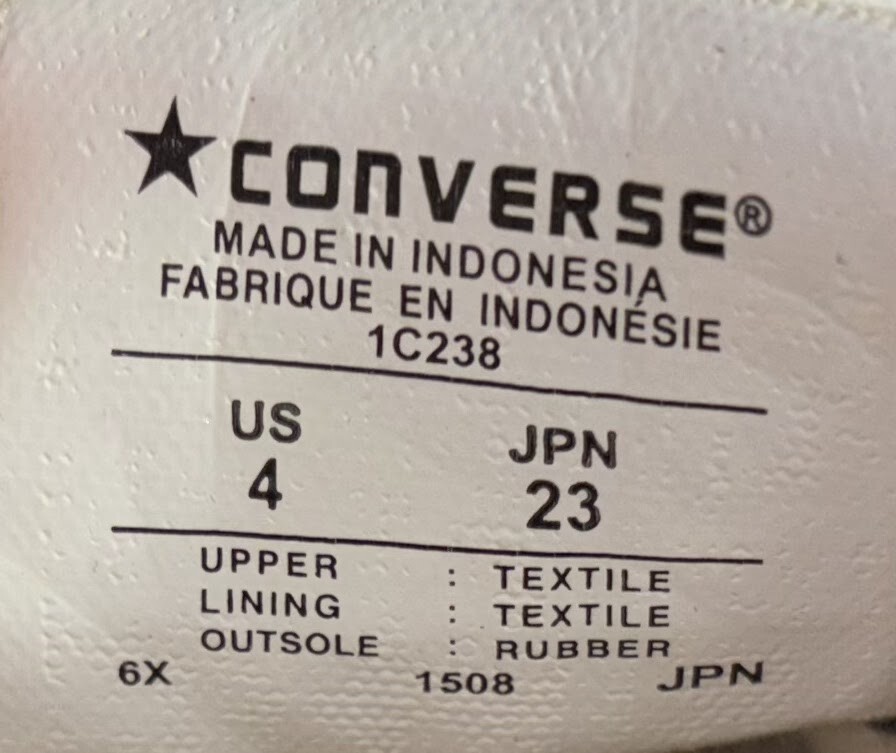 ★CONVERSE®
MADE IN INDONESIA
FABRIQUE EN INDONÉSIE
1C238
US JPN
4 23
UPPER : TEXTILE
LINING : TEXTILE
OUTSOLE : RUBBER
6X 1508 JPN